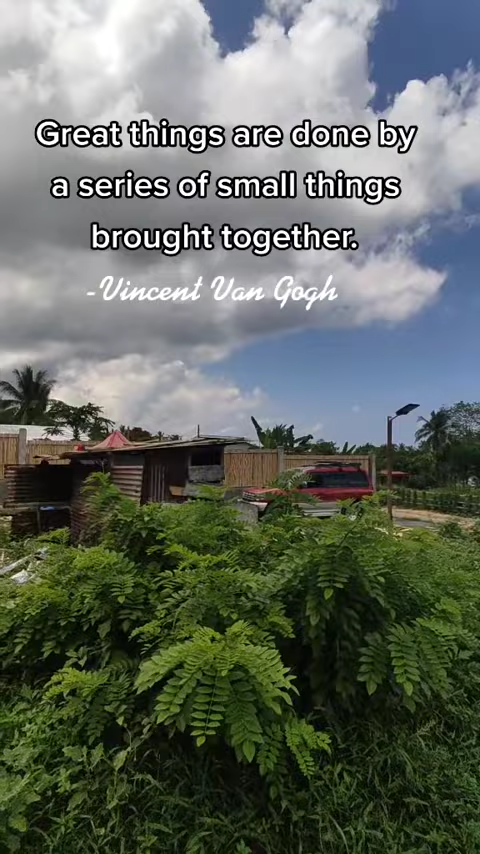 Great things are done by
a series of small things
brought together.
-Vincent Van Gogh